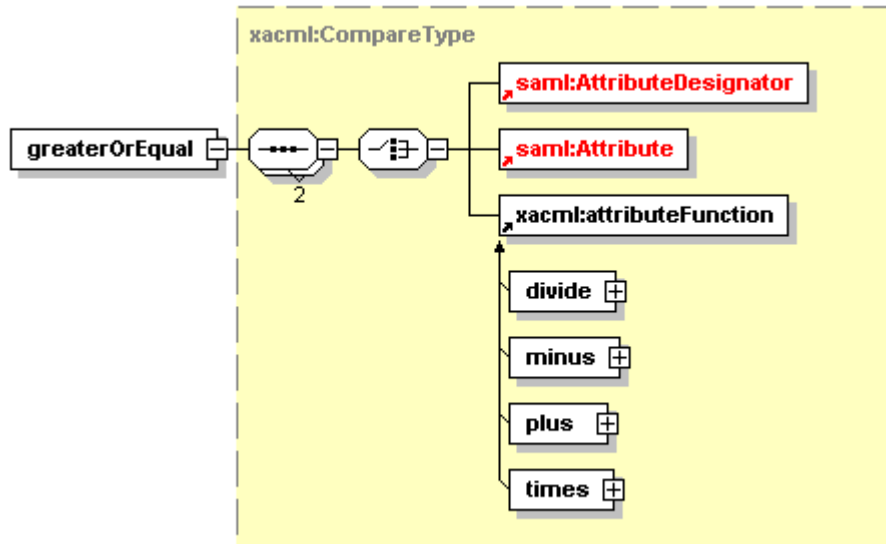 xacml:CompareType
saml:AttributeDesignator
greaterOrEqual
saml:Attribute
2
xacml:attributeFunction
divide
minus
plus
times